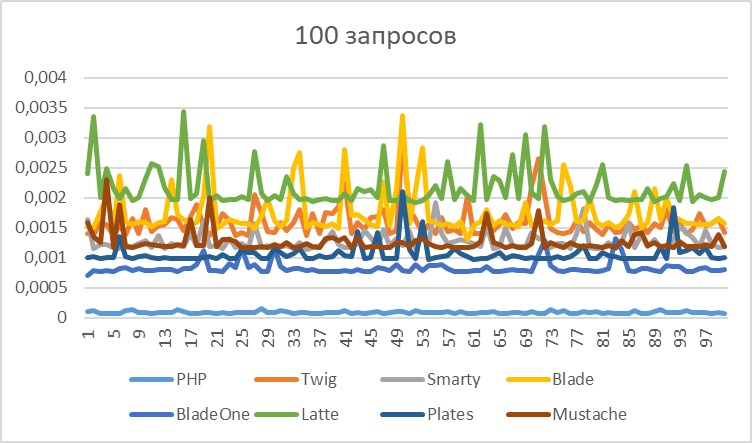 100 запросов
0,004
0,0035
0,003
0,0025
0,002
0,0015
0,001
0,0005
0
1 5 9 13 17 21 25 29 33 37 41 45 49 53 57 61 65 69 73 77 81 85 89 93 97
PHP Twig Smarty Blade
BladeOne Latte Plates Mustache